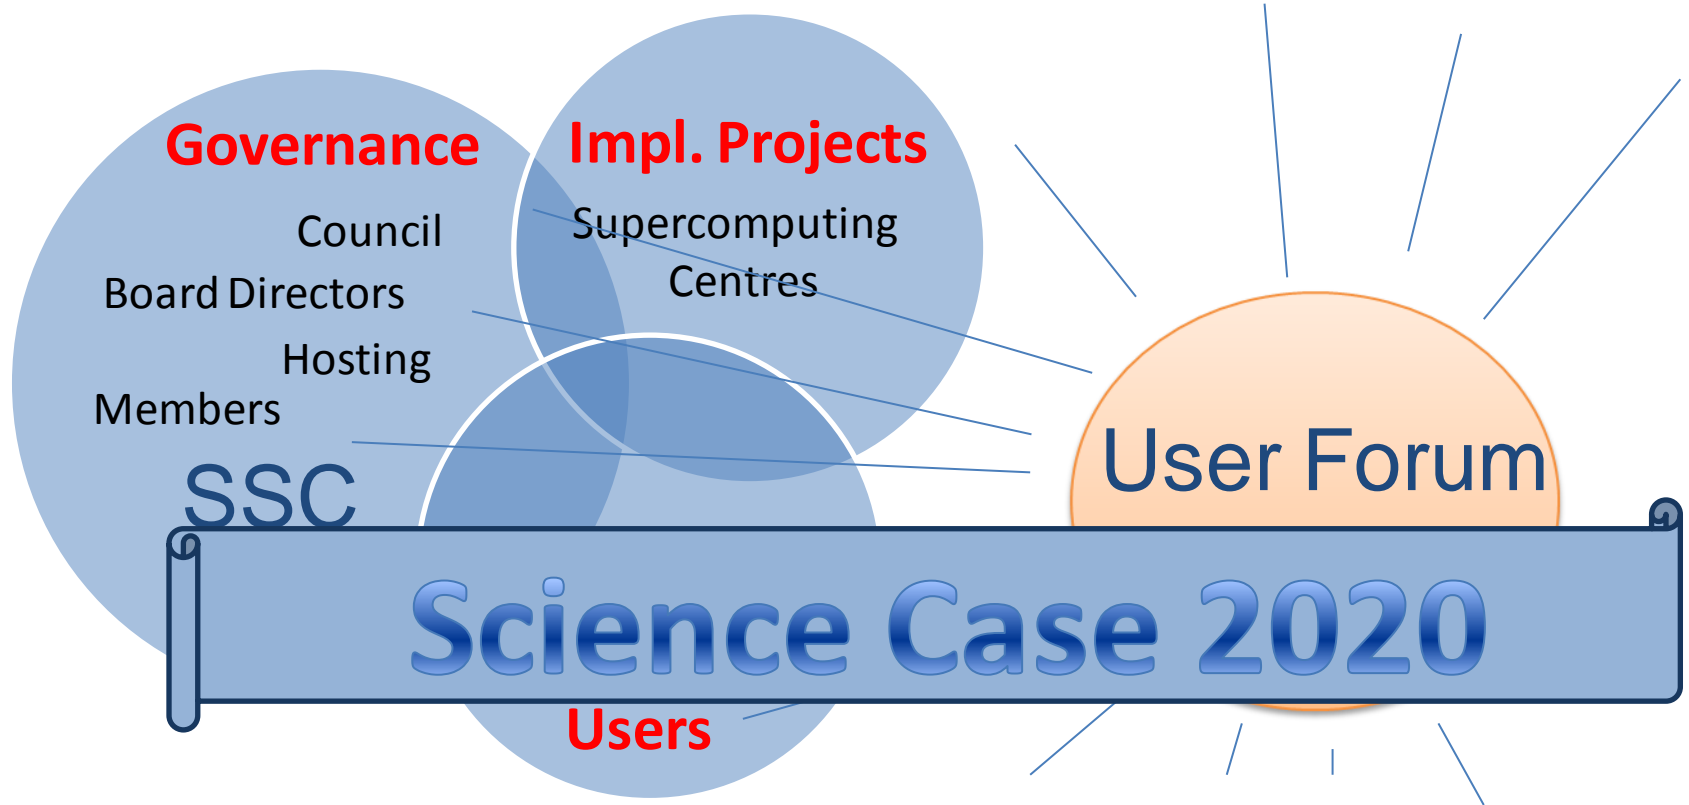 Governance
Council
Board Directors
Hosting
Members
SSC
Impl. Projects
Supercomputing
Centres
User Forum
Science Case 2020
Users